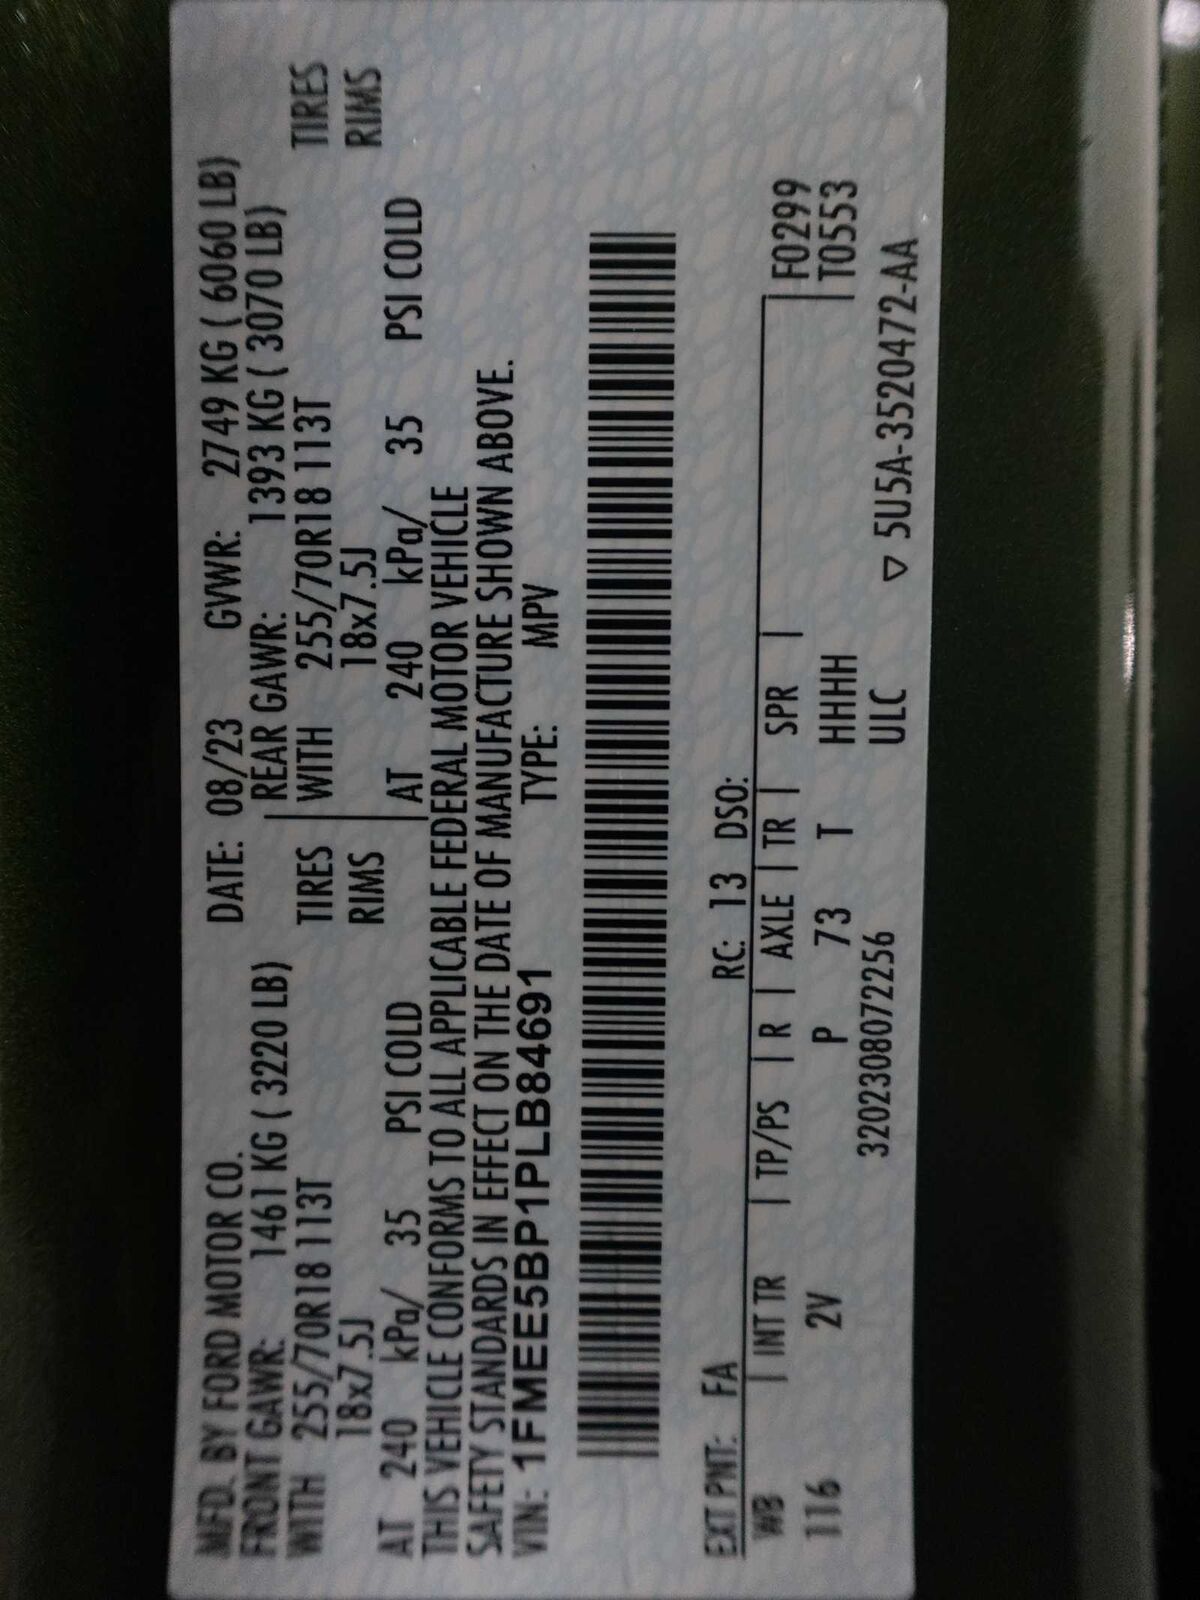 MFD. BY FORD MOTOR CO. DATE: 08/23 GVWR: 2749 KG ( 6060 LB)
FRONT GAWR: 1461 KG ( 3220 LB) REAR GAWR: 1393 KG ( 3070 LB)
WITH 255/70R18 113T TIRES WITH 255/70R18 113T TIRES
18x7.5J RIMS 18x7.5J RIMS
AT 240 kPa/ 35 PSI COLD AT 240 kPa/ 35 PSI COLD
THIS VEHICLE CONFORMS TO ALL APPLICABLE FEDERAL MOTOR VEHICLE
SAFETY STANDARDS IN EFFECT ON THE DATE OF MANUFACTURE SHOWN ABOVE.
VIN: 1FMEE5BP1PLB84691 TYPE: MPV
EXT PNT: FA RC: 13 DSO:
WB | INT TR | TP/PS | R | AXLE | TR | SPR | F0299
116 2V P 73 T HHHH T0553
3202308072256 ULC ▽ 5U5A-3520472-AA